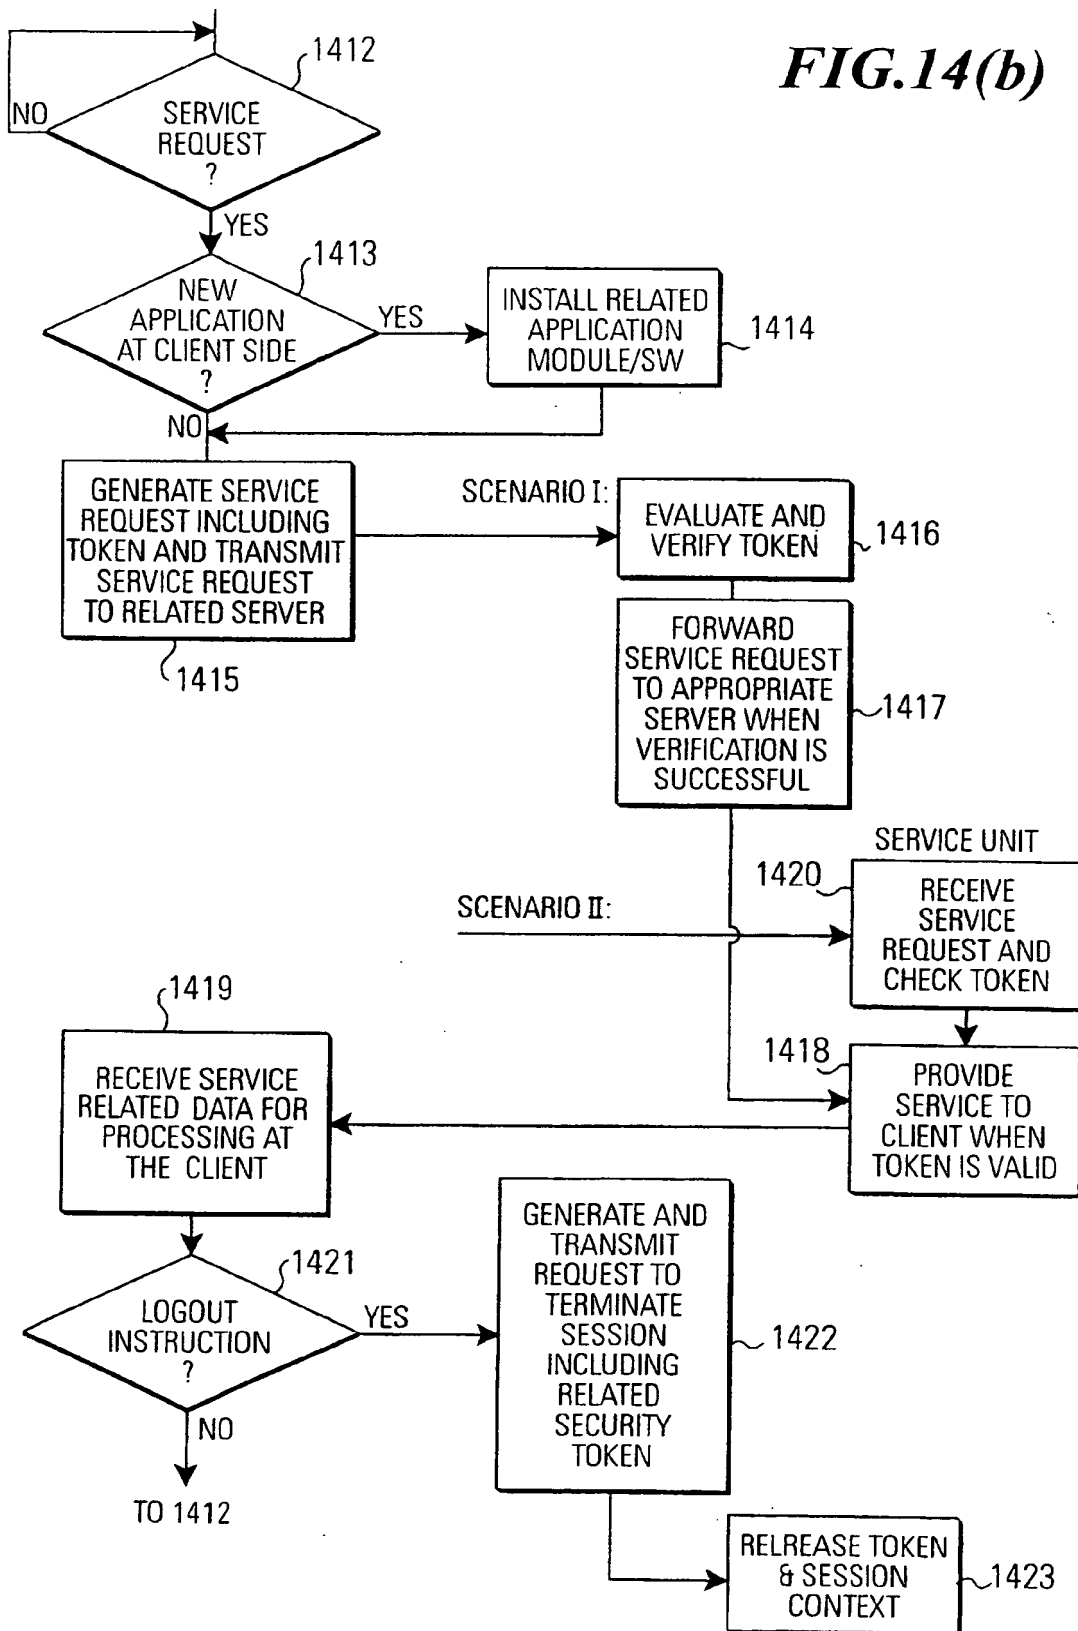 FIG.14(b)
1412
NO
SERVICE
REQUEST
?
YES
1413
NEW
APPLICATION
AT CLIENT SIDE
?
YES
INSTALL RELATED
APPLICATION
MODULE/SW
1414
NO
GENERATE SERVICE
REQUEST INCLUDING
TOKEN AND TRANSMIT
SERVICE REQUEST
TO RELATED SERVER
1415
SCENARIO I:
EVALUATE AND
VERIFY TOKEN
1416
FORWARD
SERVICE REQUEST
TO APPROPRIATE
SERVER WHEN
VERIFICATION IS
SUCCESSFUL
1417
SERVICE UNIT
1420
RECEIVE
SERVICE
REQUEST AND
CHECK TOKEN
SCENARIO II:
1418
PROVIDE
SERVICE TO
CLIENT WHEN
TOKEN IS VALID
1419
RECEIVE SERVICE
RELATED DATA FOR
PROCESSING AT
THE CLIENT
1421
LOGOUT
INSTRUCTION
?
YES
NO
TO 1412
GENERATE AND
TRANSMIT
REQUEST TO
TERMINATE
SESSION
INCLUDING
RELATED
SECURITY
TOKEN
1422
RELREASE TOKEN
& SESSION
CONTEXT
1423